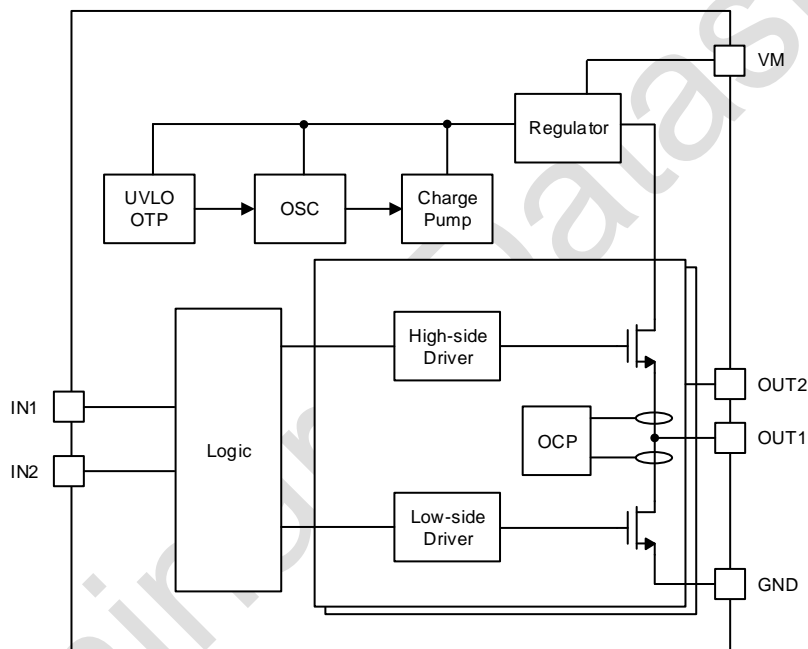 VM
Regulator
UVLO
OTP
OSC
Charge
Pump
High-side
Driver
OUT2
IN1
OUT1
OCP
Logic
IN2
Low-side
Driver
GND